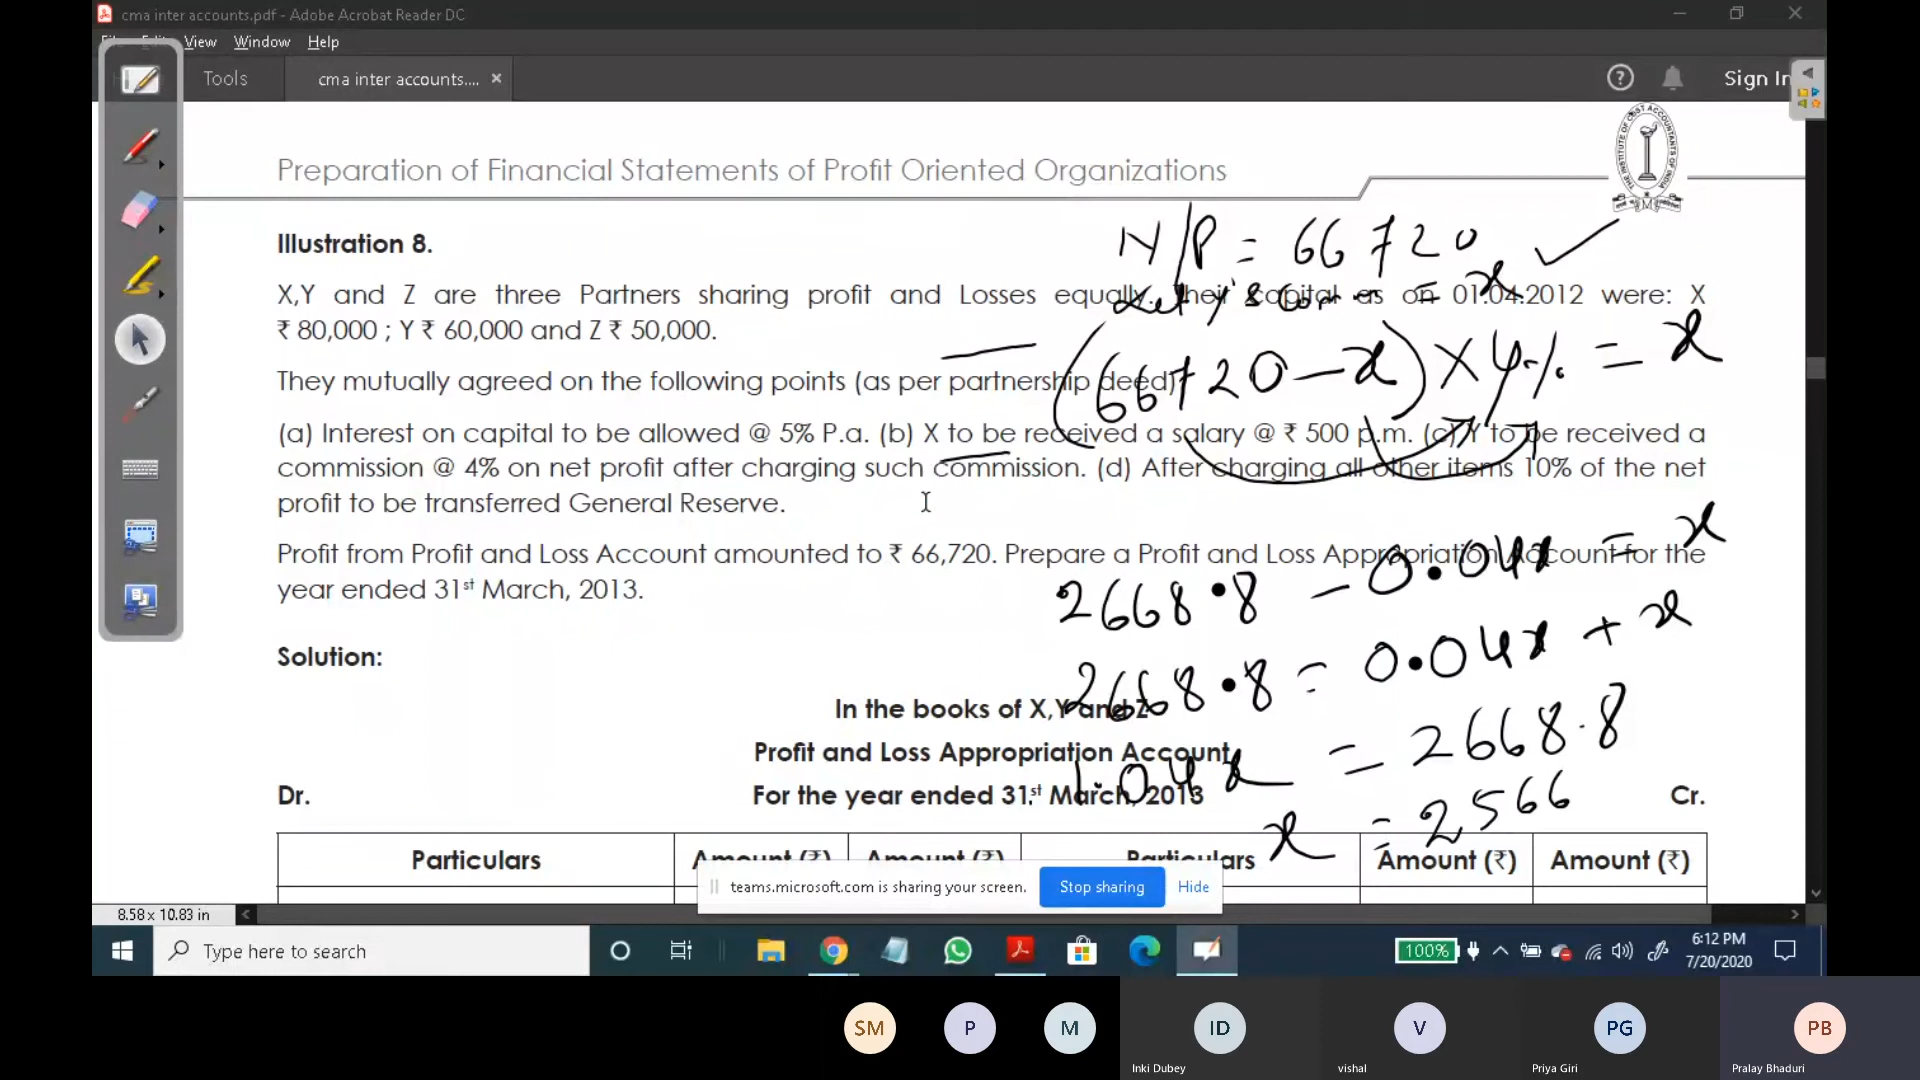 cma inter accounts.pdf - Adobe Acrobat Reader DC
View Window Help
Tools
cma inter accounts.... ×
Sign In
Preparation of Financial Statements of Profit Oriented Organizations
THE INSTITUTE OF COST ACCOUNTANTS OF INDIA
N/P = 66720
Illustration 8.
Let y's com = x
X,Y and Z are three Partners sharing profit and Losses equally. Their capital as on 01.04.2012 were: X
₹ 80,000 ; Y ₹ 60,000 and Z ₹ 50,000.
(66720 - x) X 4% = x
They mutually agreed on the following points (as per partnership deed)
(a) Interest on capital to be allowed @ 5% P.a. (b) X to be received a salary @ ₹ 500 p.m. (c) Y to be received a
commission @ 4% on net profit after charging such commission. (d) After charging all other items 10% of the net
profit to be transferred General Reserve.
Profit from Profit and Loss Account amounted to ₹ 66,720. Prepare a Profit and Loss Appropriation Account for the
year ended 31st March, 2013.
2668.8 - 0.04x = x
2668.8 = 0.04x + x
Solution:
In the books of X,Y and Z
1.04x = 2668.8
Profit and Loss Appropriation Account
Dr. For the year ended 31st March, 2013 Cr.
x = 2566
Particulars Amount (₹) Amount (₹) Particulars Amount (₹) Amount (₹)
teams.microsoft.com is sharing your screen. Stop sharing Hide
8.58 x 10.83 in
Type here to search
100%
6:12 PM
7/20/2020
SM P M ID V PG PB
Inki Dubey vishal Priya Giri Pralay Bhaduri